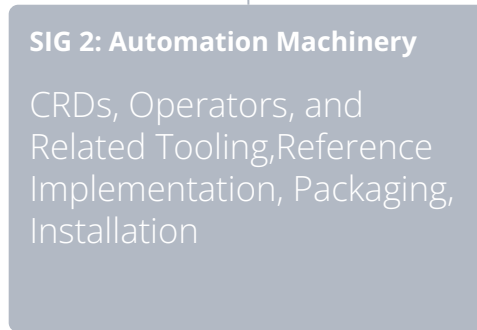 SIG 2: Automation Machinery
CRDs, Operators, and
Related Tooling,Reference
Implementation, Packaging,
Installation